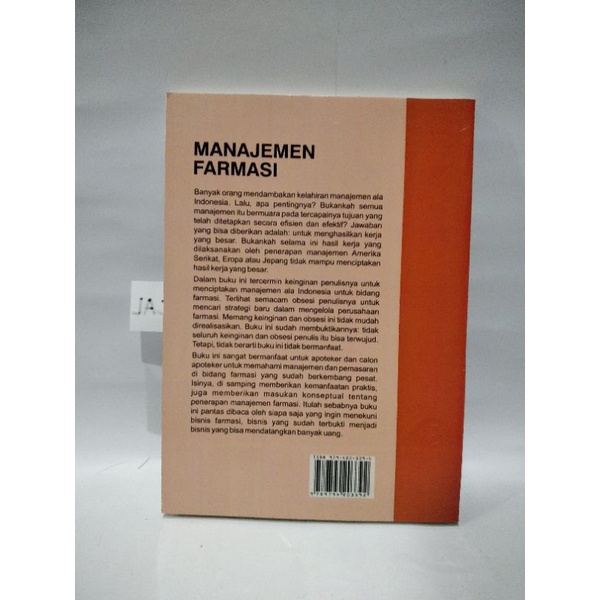 MANAJEMEN
FARMASI
Banyak orang mendambakan kelahiran manajemen ala
Indonesia. Lalu, apa pentingnya? Bukankah semua
manajemen itu bermuara pada tercapainya tujuan yang
telah ditetapkan secara efisien dan efektif? Jawaban
yang bisa diberikan adalah: untuk menghasilkan kerja
yang besar. Bukankah selama ini hasil kerja yang
dilaksanakan oleh penerapan manajemen Amerika
Serikat, Eropa atau Jepang tidak mampu menciptakan
hasil kerja yang besar.
Dalam buku ini tercermin keinginan penulisnya untuk
menciptakan manajemen ala Indonesia untuk bidang
farmasi. Terlihat semacam obsesi penulisnya untuk
mencari strategi baru dalam mengelola perusahaan
farmasi. Memang keinginan dan obsesi ini tidak mudah
direalisasikan. Buku ini sudah membuktikannya: tidak
seluruh keinginan dan obsesi penulis itu bisa terwujud.
Tetapi, tidak berarti buku ini tidak bermanfaat.
Buku ini sangat bermanfaat untuk apoteker dan calon
apoteker untuk memahami manajemen dan pemasaran
di bidang farmasi yang sudah berkembang pesat.
Isinya, di samping memberikan kemanfaatan praktis,
juga memberikan masukan konseptual tentang
penerapan manajemen farmasi. Itulah sebabnya buku
ini pantas dibaca oleh siapa saja yang ingin menekuni
bisnis farmasi, bisnis yang sudah terbukti menjadi
bisnis yang bisa mendatangkan banyak uang.
ISBN